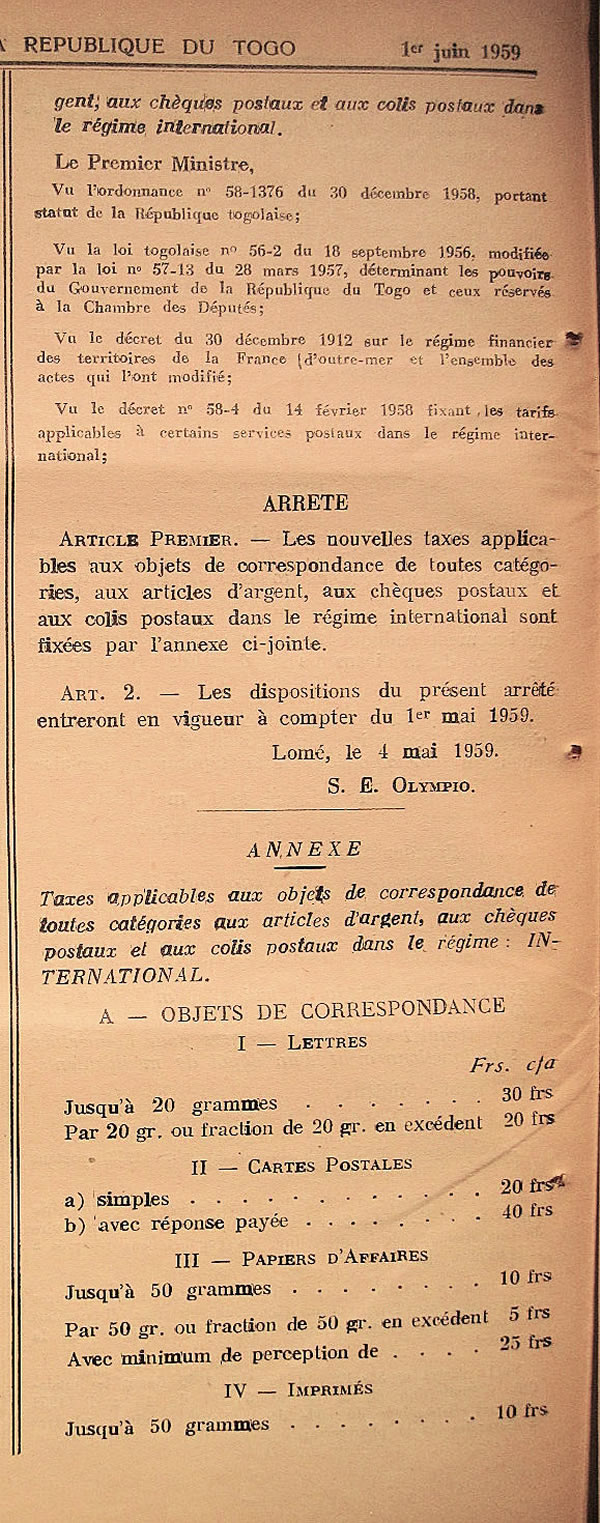 REPUBLIQUE DU TOGO 1er juin 1959
gent, aux chèques postaux et aux colis postaux dans
le régime international.
Le Premier Ministre,
Vu l'ordonnance nº 58-1376 du 30 décembre 1958, portant
statut de la République togolaise;
Vu la loi togolaise nº 56-2 du 18 septembre 1956, modifiée
par la loi nº 57-13 du 28 mars 1957, déterminant les pouvoirs
du Gouvernement de la République du Togo et ceux réservés
à la Chambre des Députés;
Vu le décret du 30 décembre 1912 sur le régime financier
des territoires de la France d'outre-mer et l'ensemble des
actes qui l'ont modifié;
Vu le décret nº 58-4 du 14 février 1958 fixant les tarifs
applicables à certains services postaux dans le régime inter-
national;
ARRETE
ARTICLE PREMIER. — Les nouvelles taxes applica-
bles aux objets de correspondance de toutes catégo-
ries, aux articles d'argent, aux chèques postaux et
aux colis postaux dans le régime international sont
fixées par l'annexe ci-jointe.
ART. 2. — Les dispositions du présent arrêté
entreront en vigueur à compter du 1er mai 1959.
Lomé, le 4 mai 1959.
S. E. OLYMPIO.
ANNEXE
Taxes applicables aux objets de correspondance de
toutes catégories aux articles d'argent, aux chèques
postaux et aux colis postaux dans le régime : IN-
TERNATIONAL.
A — OBJETS DE CORRESPONDANCE
I — LETTRES
Frs. cfa
Jusqu'à 20 grammes . . . . . . . 30 frs
Par 20 gr. ou fraction de 20 gr. en excédent 20 frs
II — CARTES POSTALES
a) simples . . . . . . . . . . . . 20 frs
b) avec réponse payée . . . . . . . 40 frs
III — PAPIERS D'AFFAIRES
Jusqu'à 50 grammes . . . . . . . 10 frs
Par 50 gr. ou fraction de 50 gr. en excédent 5 frs
Avec minimum de perception de . . . . 25 frs
IV — IMPRIMÉS
Jusqu'à 50 grammes . . . . . . . 10 frs